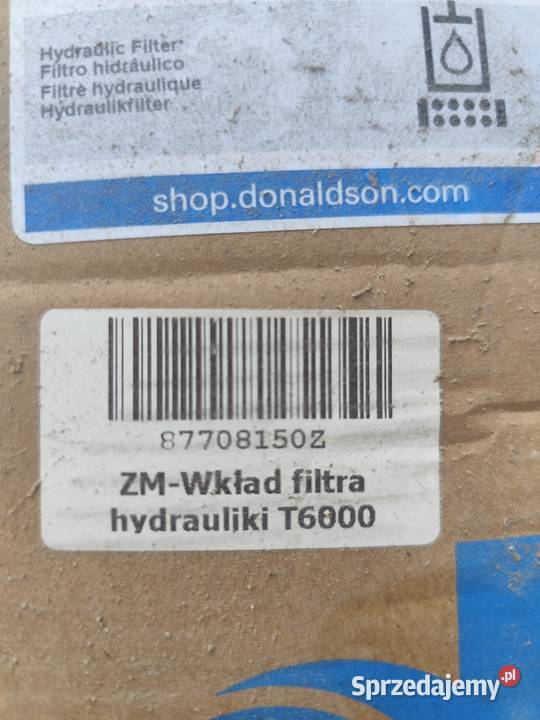 Hydraulic Filter
Filtro hidráulico
Filtre hydraulique
Hydraulikfilter
shop.donaldson.com
87708150Z
ZM-Wkład filtra
hydrauliki T6000
Sprzedajemy.pl